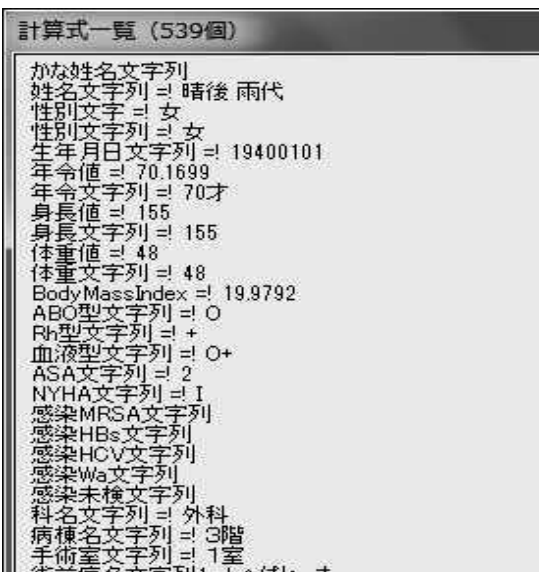 計算式一覧（539個）
かな姓名文字列
姓名文字列 =! 晴後 雨代
性別文字 =! 女
性別文字列 =! 女
生年月日文字列 =! 19400101
年令値 =! 70.1699
年令文字列 =! 70才
身長値 =! 155
身長文字列 =! 155
体重値 =! 48
体重文字列 =! 48
BodyMassIndex =! 19.9792
ABO型文字列 =! O
Rh型文字列 =! +
血液型文字列 =! O+
ASA文字列 =! 2
NYHA文字列 =! I
感染MRSA文字列
感染HBs文字列
感染HCV文字列
感染Wa文字列
感染未検文字列
科名文字列 =! 外科
病棟名文字列 =! 3階
手術室文字列 =! 1室